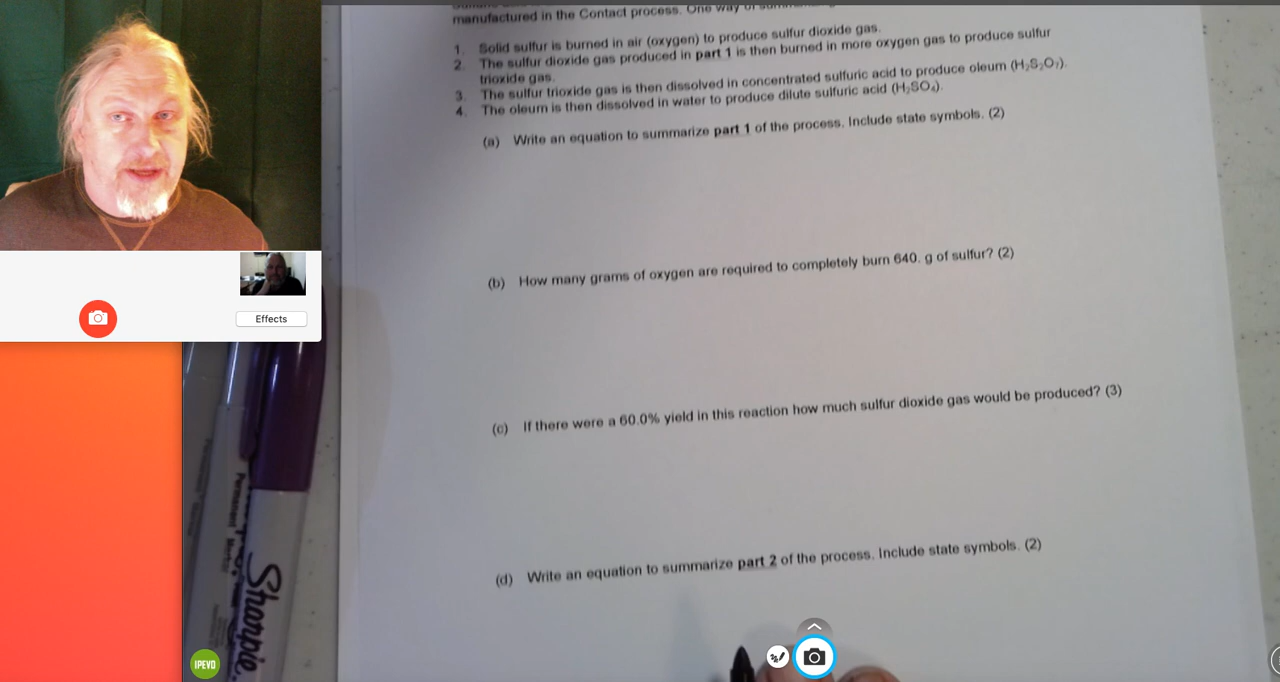 manufactured in the Contact process. One way of
1. Solid sulfur is burned in air (oxygen) to produce sulfur dioxide gas.
2. The sulfur dioxide gas produced in part 1 is then burned in more oxygen gas to produce sulfur
trioxide gas.
3. The sulfur trioxide gas is then dissolved in concentrated sulfuric acid to produce oleum (H₂S₂O₇).
4. The oleum is then dissolved in water to produce dilute sulfuric acid (H₂SO₄).
(a) Write an equation to summarize part 1 of the process. Include state symbols. (2)
(b) How many grams of oxygen are required to completely burn 640. g of sulfur? (2)
Effects
(c) If there were a 60.0% yield in this reaction how much sulfur dioxide gas would be produced? (3)
(d) Write an equation to summarize part 2 of the process. Include state symbols. (2)
Permanent Marker
Sharpie
IPEVO